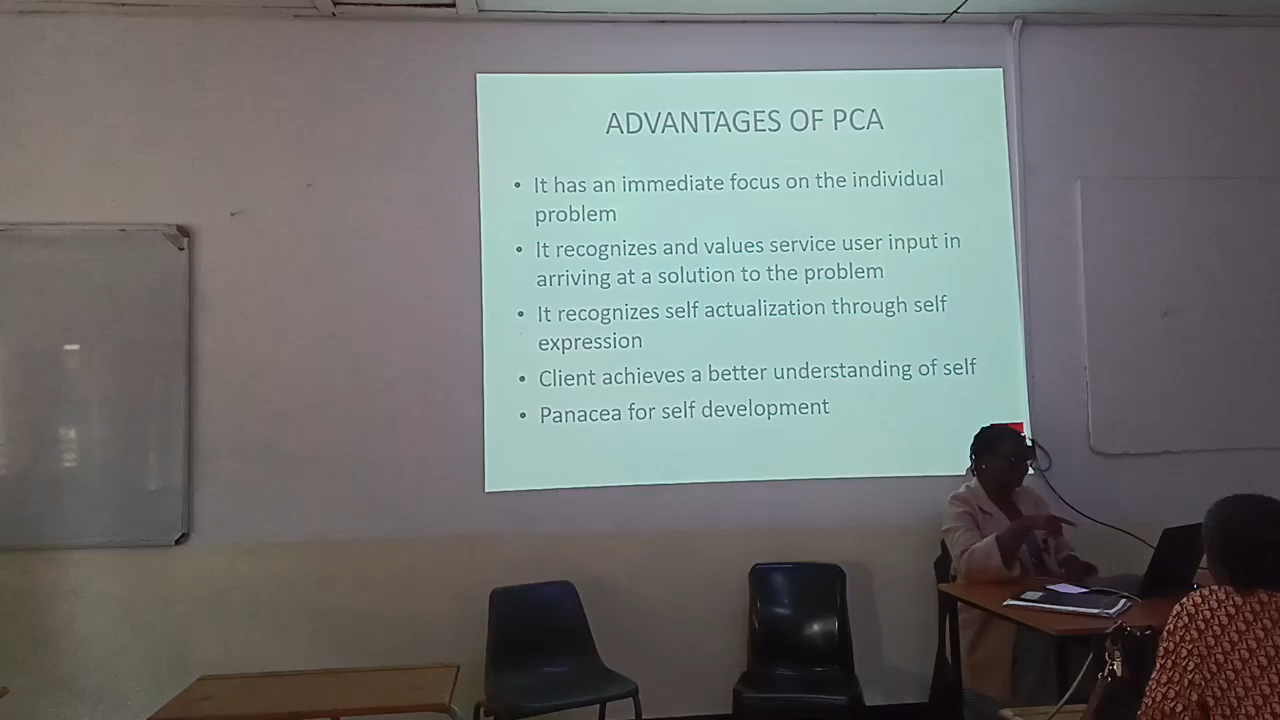 ADVANTAGES OF PCA
• It has an immediate focus on the individual
problem
• It recognizes and values service user input in
arriving at a solution to the problem
• It recognizes self actualization through self
expression
• Client achieves a better understanding of self
• Panacea for self development